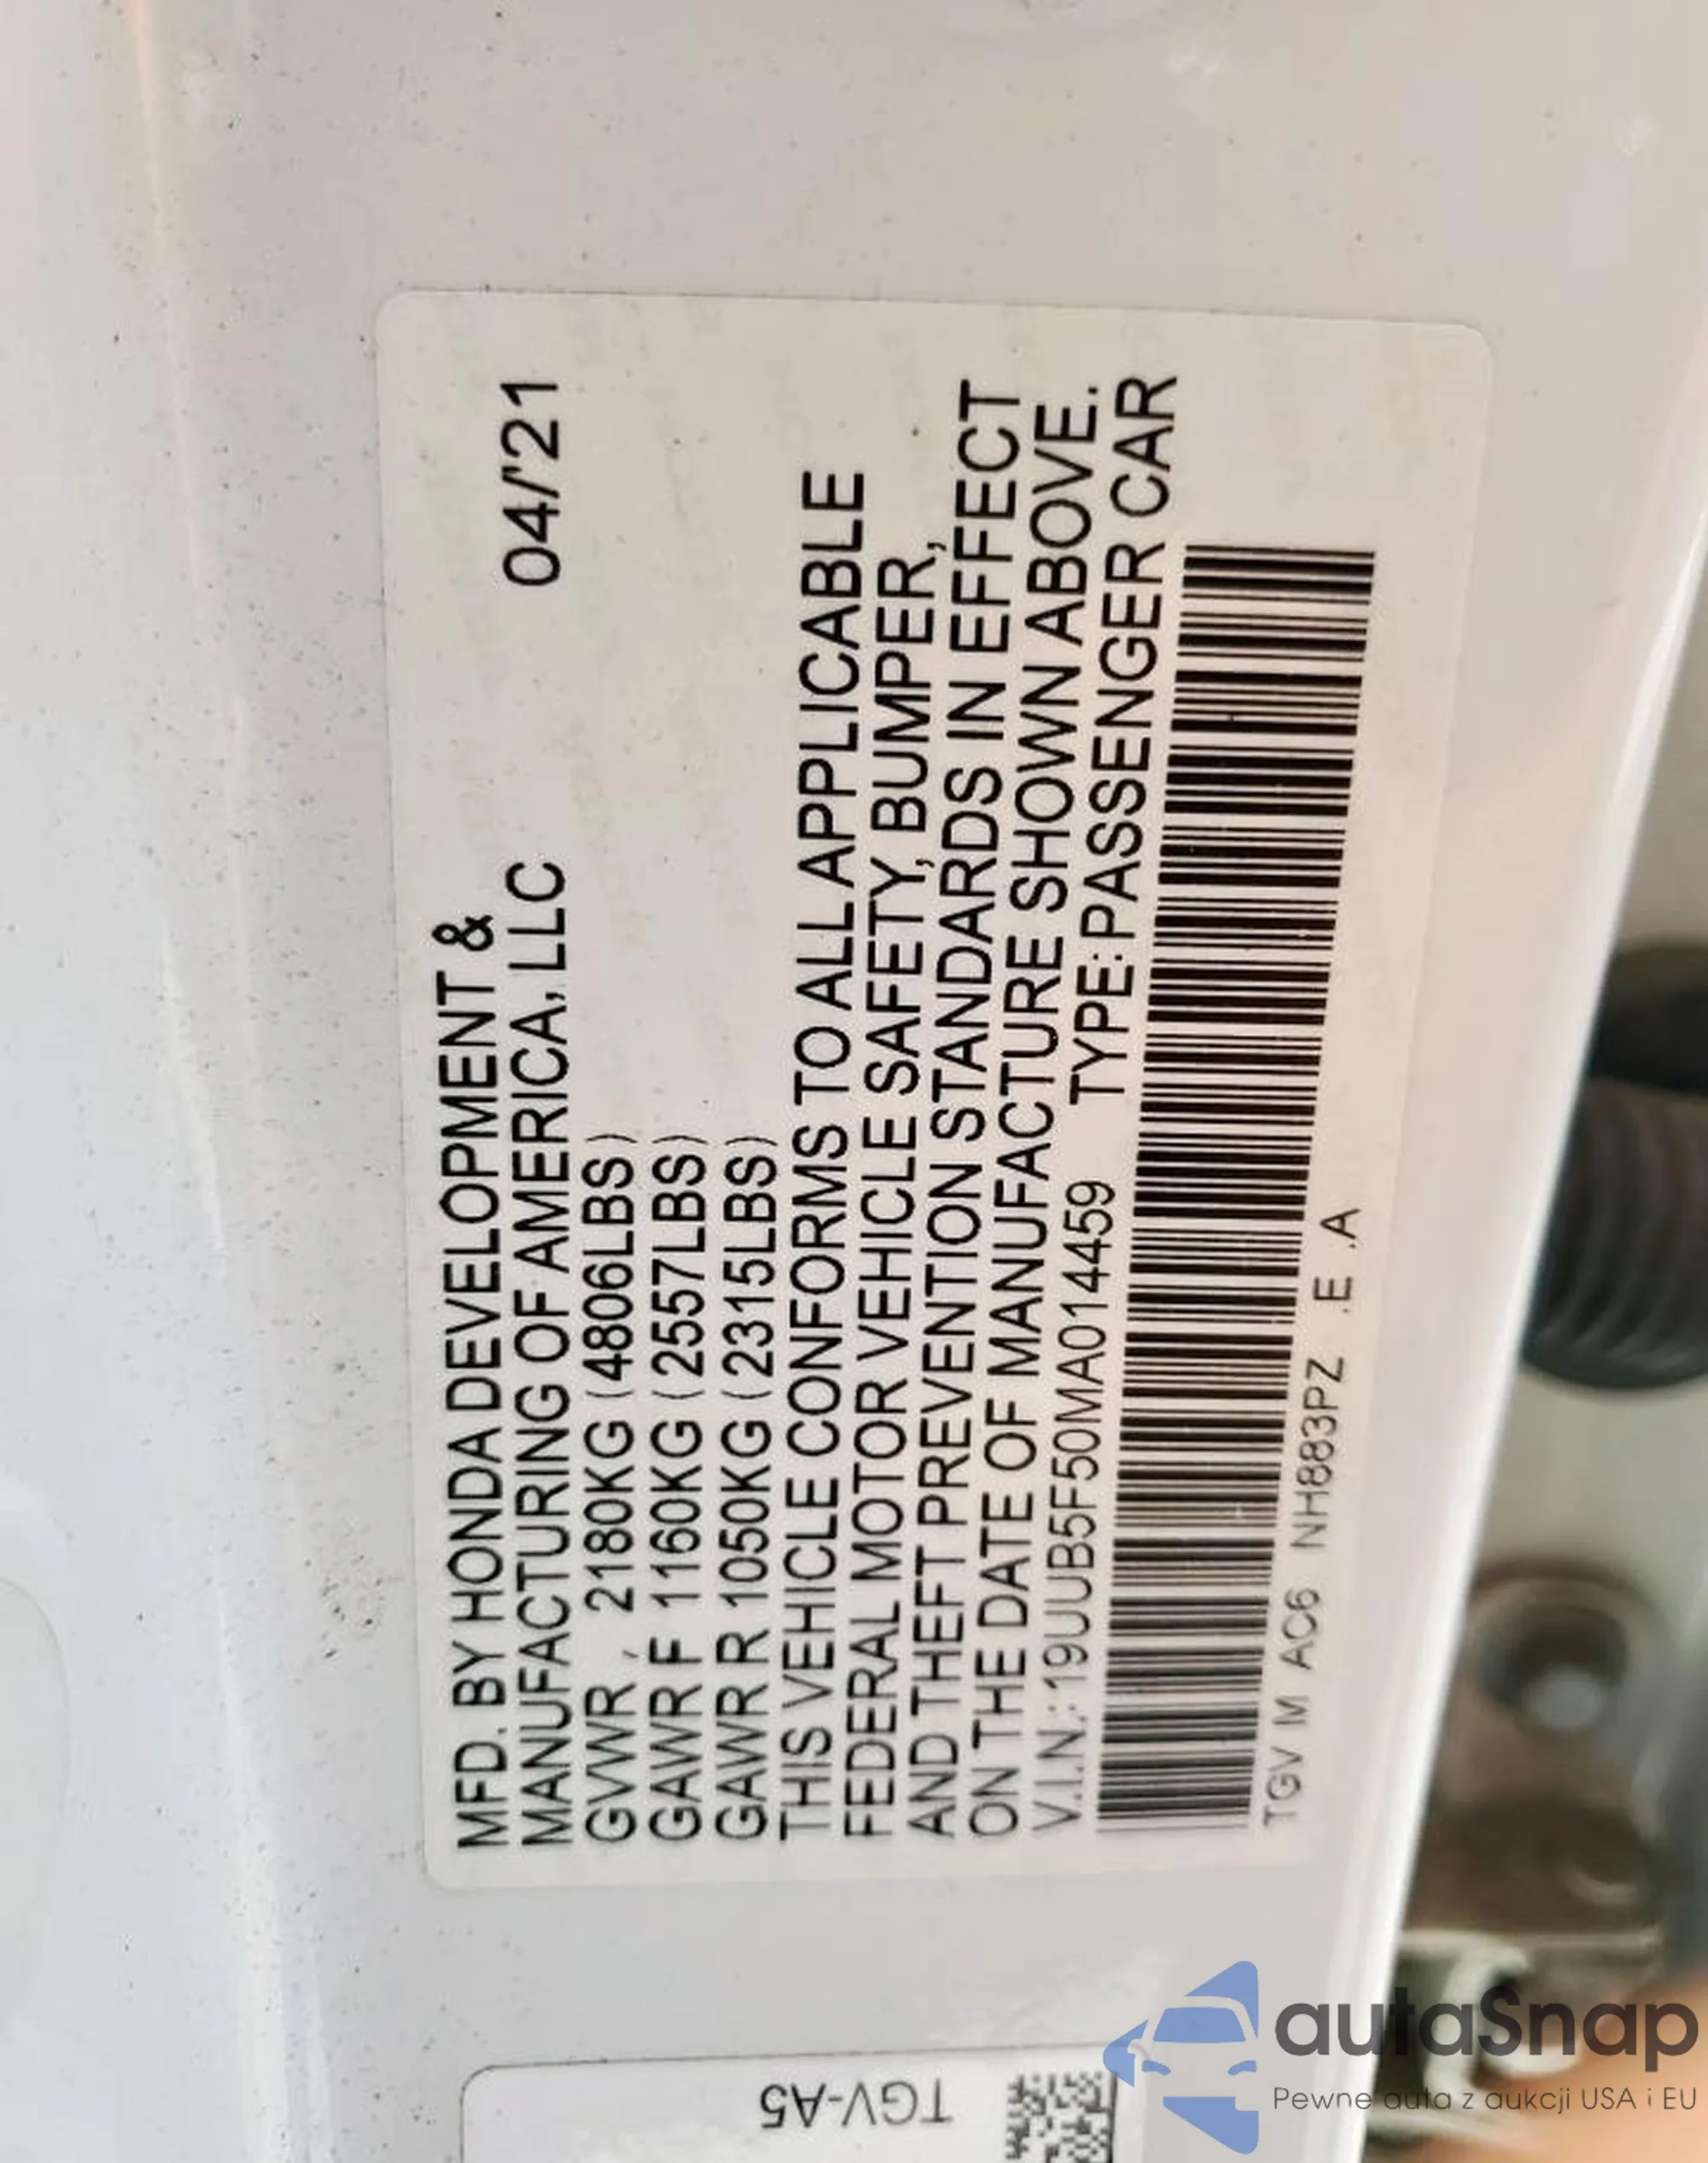 MFD. BY HONDA DEVELOPMENT &
MANUFACTURING OF AMERICA, LLC 04/'21
GVWR , 2180KG (4806LBS)
GAWR F 1160KG (2557LBS)
GAWR R 1050KG (2315LBS)
THIS VEHICLE CONFORMS TO ALL APPLICABLE
FEDERAL MOTOR VEHICLE SAFETY, BUMPER,
AND THEFT PREVENTION STANDARDS IN EFFECT
ON THE DATE OF MANUFACTURE SHOWN ABOVE.
V.I.N.: 19UUB5F50MA014459 TYPE: PASSENGER CAR
TGV M AC6 NH883PZ .E .A
TGV-A5
autaSnap
Pewne auta z aukcji USA i EU